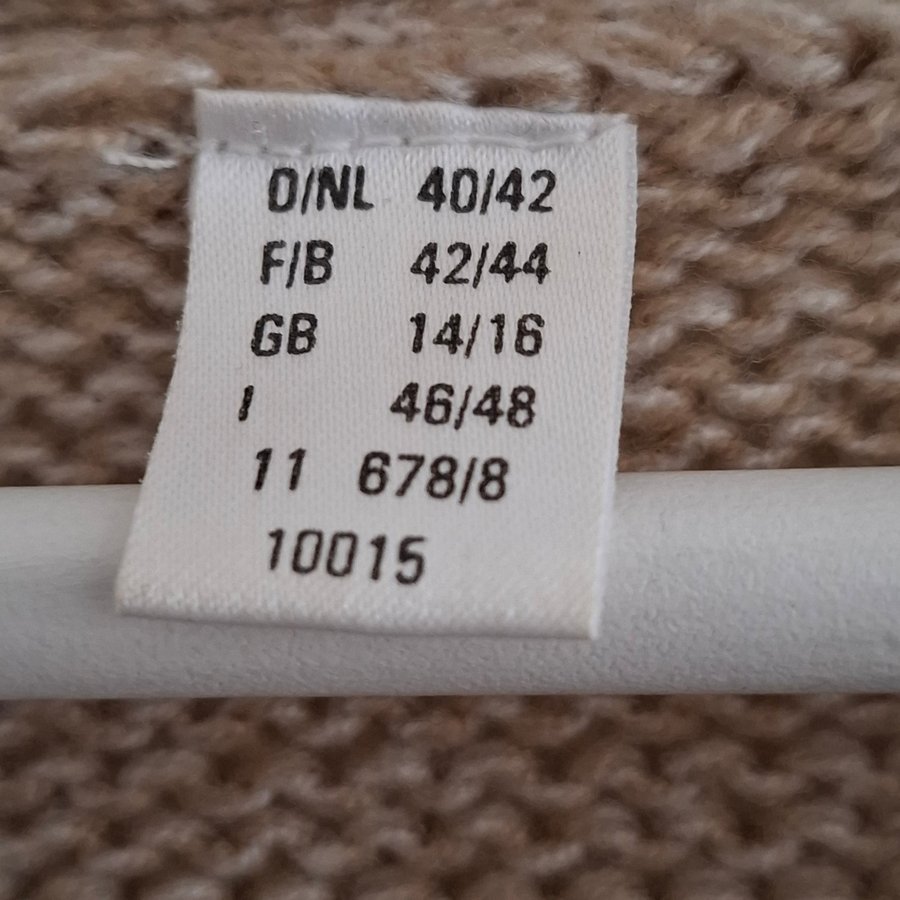 D/NL 40/42
F/B 42/44
GB 14/16
I 46/48
11 678/8
10015